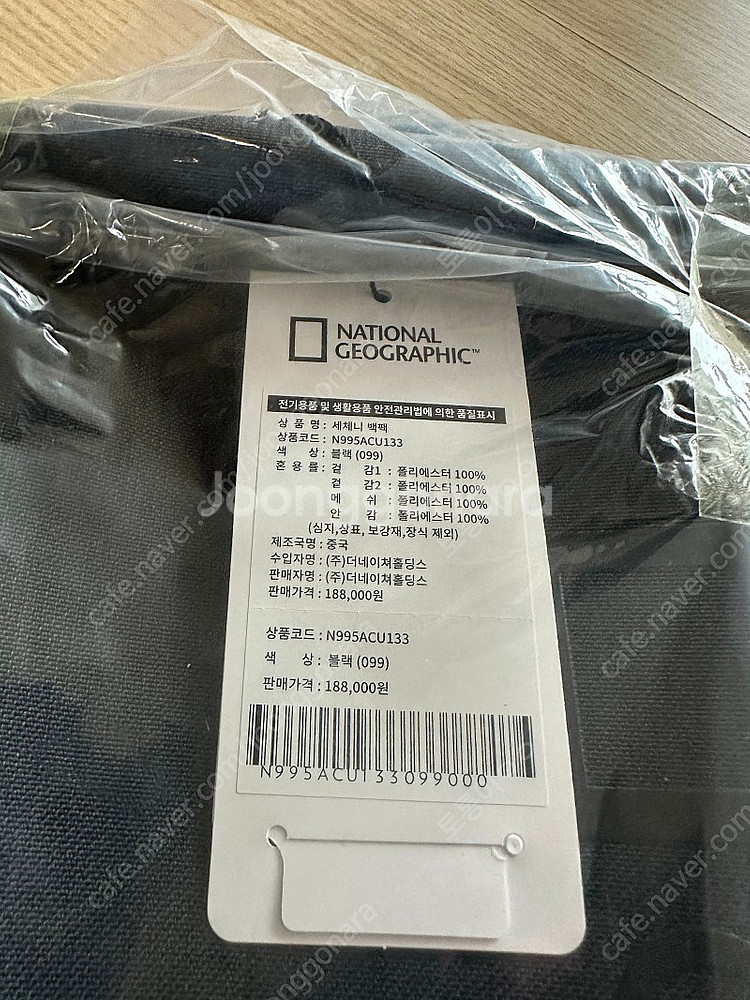 NATIONAL
GEOGRAPHIC™
전기용품 및 생활용품 안전관리법에 의한 품질표시
상 품 명 : 세체니 백팩
상품코드 : N995ACU133
색 상 : 블랙 (099)
혼 용 률 : 겉 감1 : 폴리에스터 100%
겉 감2 : 폴리에스터 100%
메 쉬 : 폴리에스터 100%
안 감 : 폴리에스터 100%
(심지,상표, 보강재,장식 제외)
제조국명 : 중국
수입자명 : (주)더네이쳐홀딩스
판매자명 : (주)더네이쳐홀딩스
판매가격 : 188,000원
상품코드 : N995ACU133
색 상 : 블랙 (099)
판매가격 : 188,000원
N995ACU133099000
Joonggonara
cafe.naver.com/joonggonara